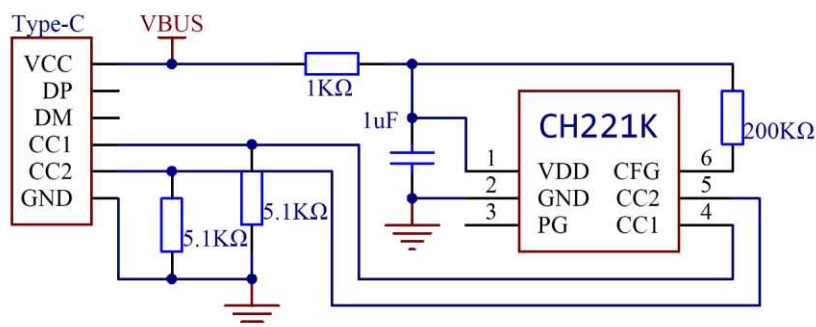 Type-C
VBUS
VCC
DP
DM
CC1
CC2
GND
1KΩ
1uF
5.1KΩ
5.1KΩ
CH221K
200KΩ
1 VDD CFG 6
2 GND CC2 5
3 PG CC1 4